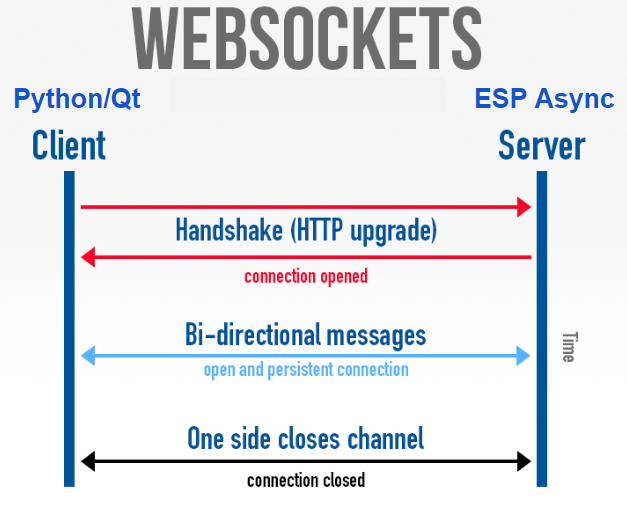 WEBSOCKETS
Python/Qt
ESP Async
Client
Server
Handshake (HTTP upgrade)
connection opened
Bi-directional messages
open and persistent connection
Time
One side closes channel
connection closed